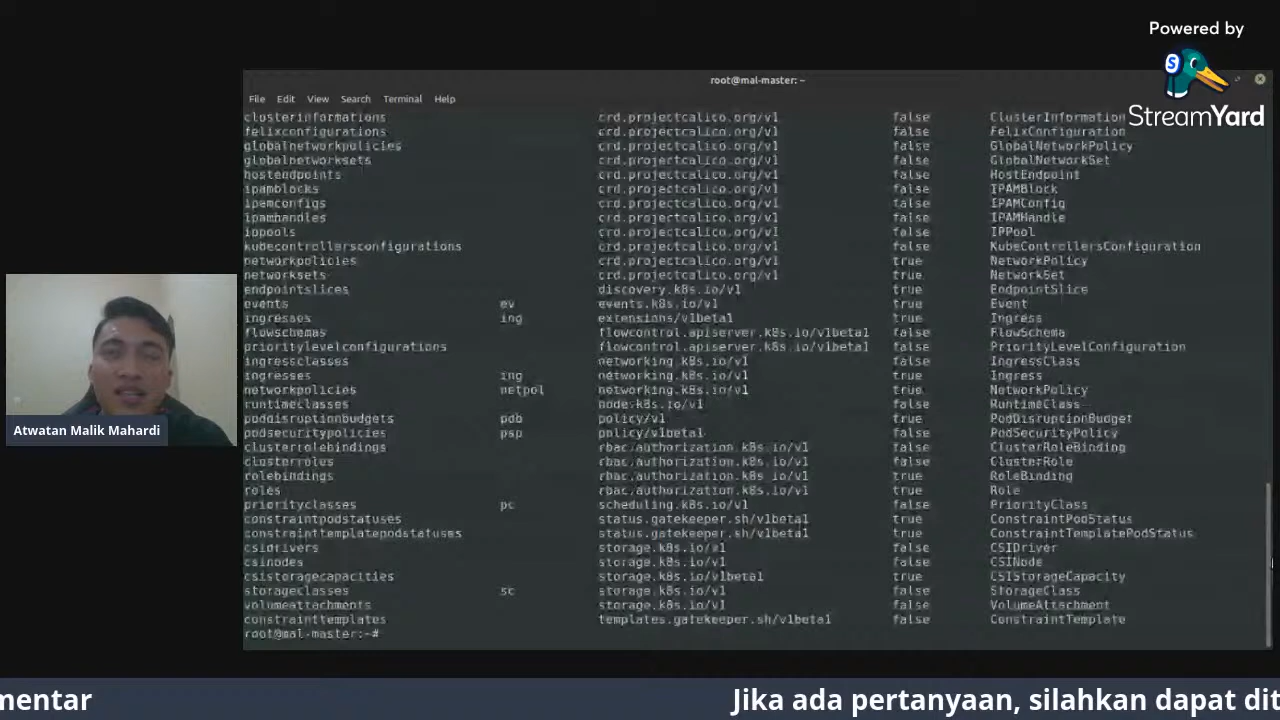 Powered by
StreamYard
root@mal-master: ~
File Edit View Search Terminal Help
clusterinformations crd.projectcalico.org/v1 false ClusterInformation
felixconfigurations crd.projectcalico.org/v1 false FelixConfiguration
globalnetworkpolicies crd.projectcalico.org/v1 false GlobalNetworkPolicy
globalnetworksets crd.projectcalico.org/v1 false GlobalNetworkSet
hostendpoints crd.projectcalico.org/v1 false HostEndpoint
ipamblocks crd.projectcalico.org/v1 false IPAMBlock
ipamconfigs crd.projectcalico.org/v1 false IPAMConfig
ipamhandles crd.projectcalico.org/v1 false IPAMHandle
ippools crd.projectcalico.org/v1 false IPPool
kubecontrollersconfigurations crd.projectcalico.org/v1 false KubeControllersConfiguration
networkpolicies crd.projectcalico.org/v1 true NetworkPolicy
networksets crd.projectcalico.org/v1 true NetworkSet
endpointslices discovery.k8s.io/v1 true EndpointSlice
events ev events.k8s.io/v1 true Event
ingresses ing extensions/v1beta1 true Ingress
flowschemas flowcontrol.apiserver.k8s.io/v1beta1 false FlowSchema
prioritylevelconfigurations flowcontrol.apiserver.k8s.io/v1beta1 false PriorityLevelConfiguration
ingressclasses networking.k8s.io/v1 false IngressClass
ingresses ing networking.k8s.io/v1 true Ingress
networkpolicies netpol networking.k8s.io/v1 true NetworkPolicy
runtimeclasses node.k8s.io/v1 false RuntimeClass
poddisruptionbudgets pdb policy/v1 true PodDisruptionBudget
podsecuritypolicies psp policy/v1beta1 false PodSecurityPolicy
clusterrolebindings rbac.authorization.k8s.io/v1 false ClusterRoleBinding
clusterroles rbac.authorization.k8s.io/v1 false ClusterRole
rolebindings rbac.authorization.k8s.io/v1 true RoleBinding
roles rbac.authorization.k8s.io/v1 true Role
priorityclasses pc scheduling.k8s.io/v1 false PriorityClass
constraintpodstatuses status.gatekeeper.sh/v1beta1 true ConstraintPodStatus
constrainttemplatepodstatuses status.gatekeeper.sh/v1beta1 true ConstraintTemplatePodStatus
csidrivers storage.k8s.io/v1 false CSIDriver
csinodes storage.k8s.io/v1 false CSINode
csistoragecapacities storage.k8s.io/v1beta1 true CSIStorageCapacity
storageclasses sc storage.k8s.io/v1 false StorageClass
volumeattachments storage.k8s.io/v1 false VolumeAttachment
constrainttemplates templates.gatekeeper.sh/v1beta1 false ConstraintTemplate
root@mal-master:~#
Atwatan Malik Mahardi
mentar Jika ada pertanyaan, silahkan dapat dit